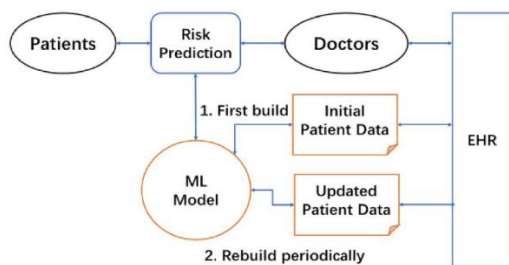 Patients
Risk
Prediction
Doctors
1. First build
Initial
Patient Data
EHR
ML
Model
Updated
Patient Data
2. Rebuild periodically